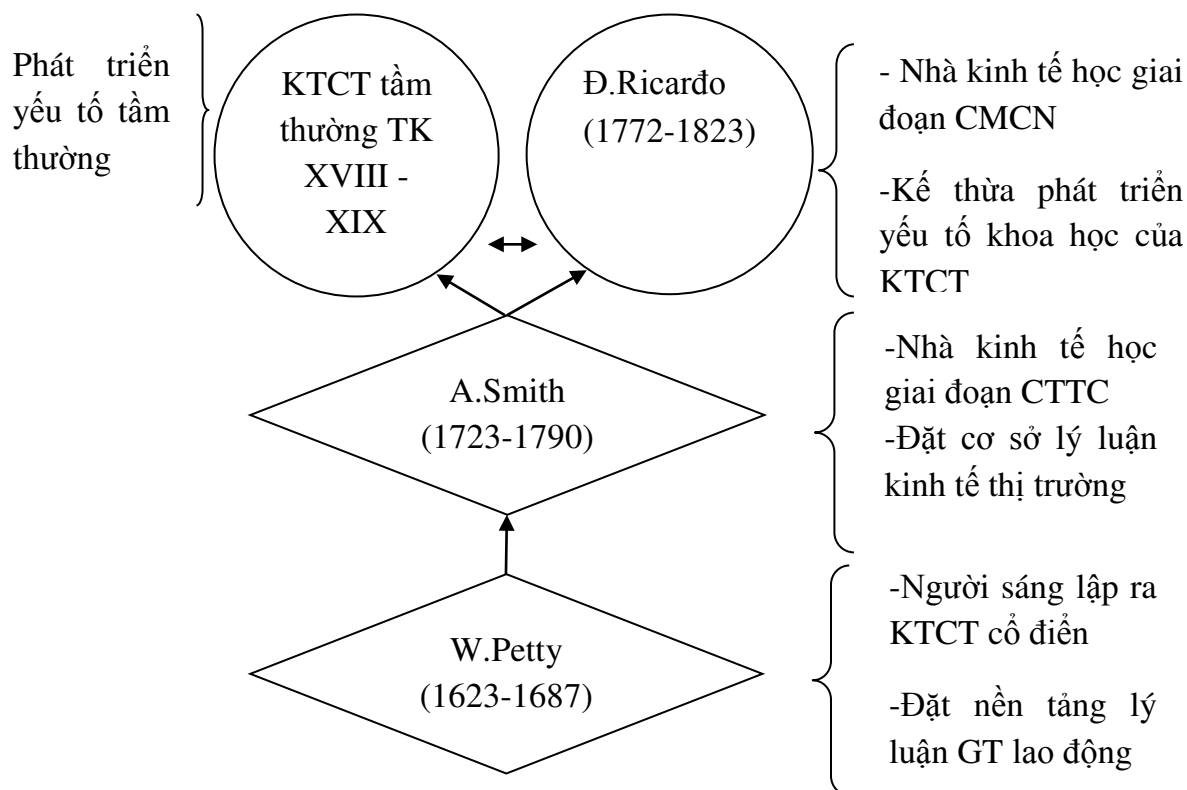 Phát triển
yếu tố tầm
thường
KTCT tầm
thường TK
XVIII -
XIX
Đ.Ricarđo
(1772-1823)
- Nhà kinh tế học giai
đoạn CMCN
-Kế thừa phát triển
yếu tố khoa học của
KTCT
A.Smith
(1723-1790)
-Nhà kinh tế học
giai đoạn CTTC
-Đặt cơ sở lý luận
kinh tế thị trường
W.Petty
(1623-1687)
-Người sáng lập ra
KTCT cổ điển
-Đặt nền tảng lý
luận GT lao động